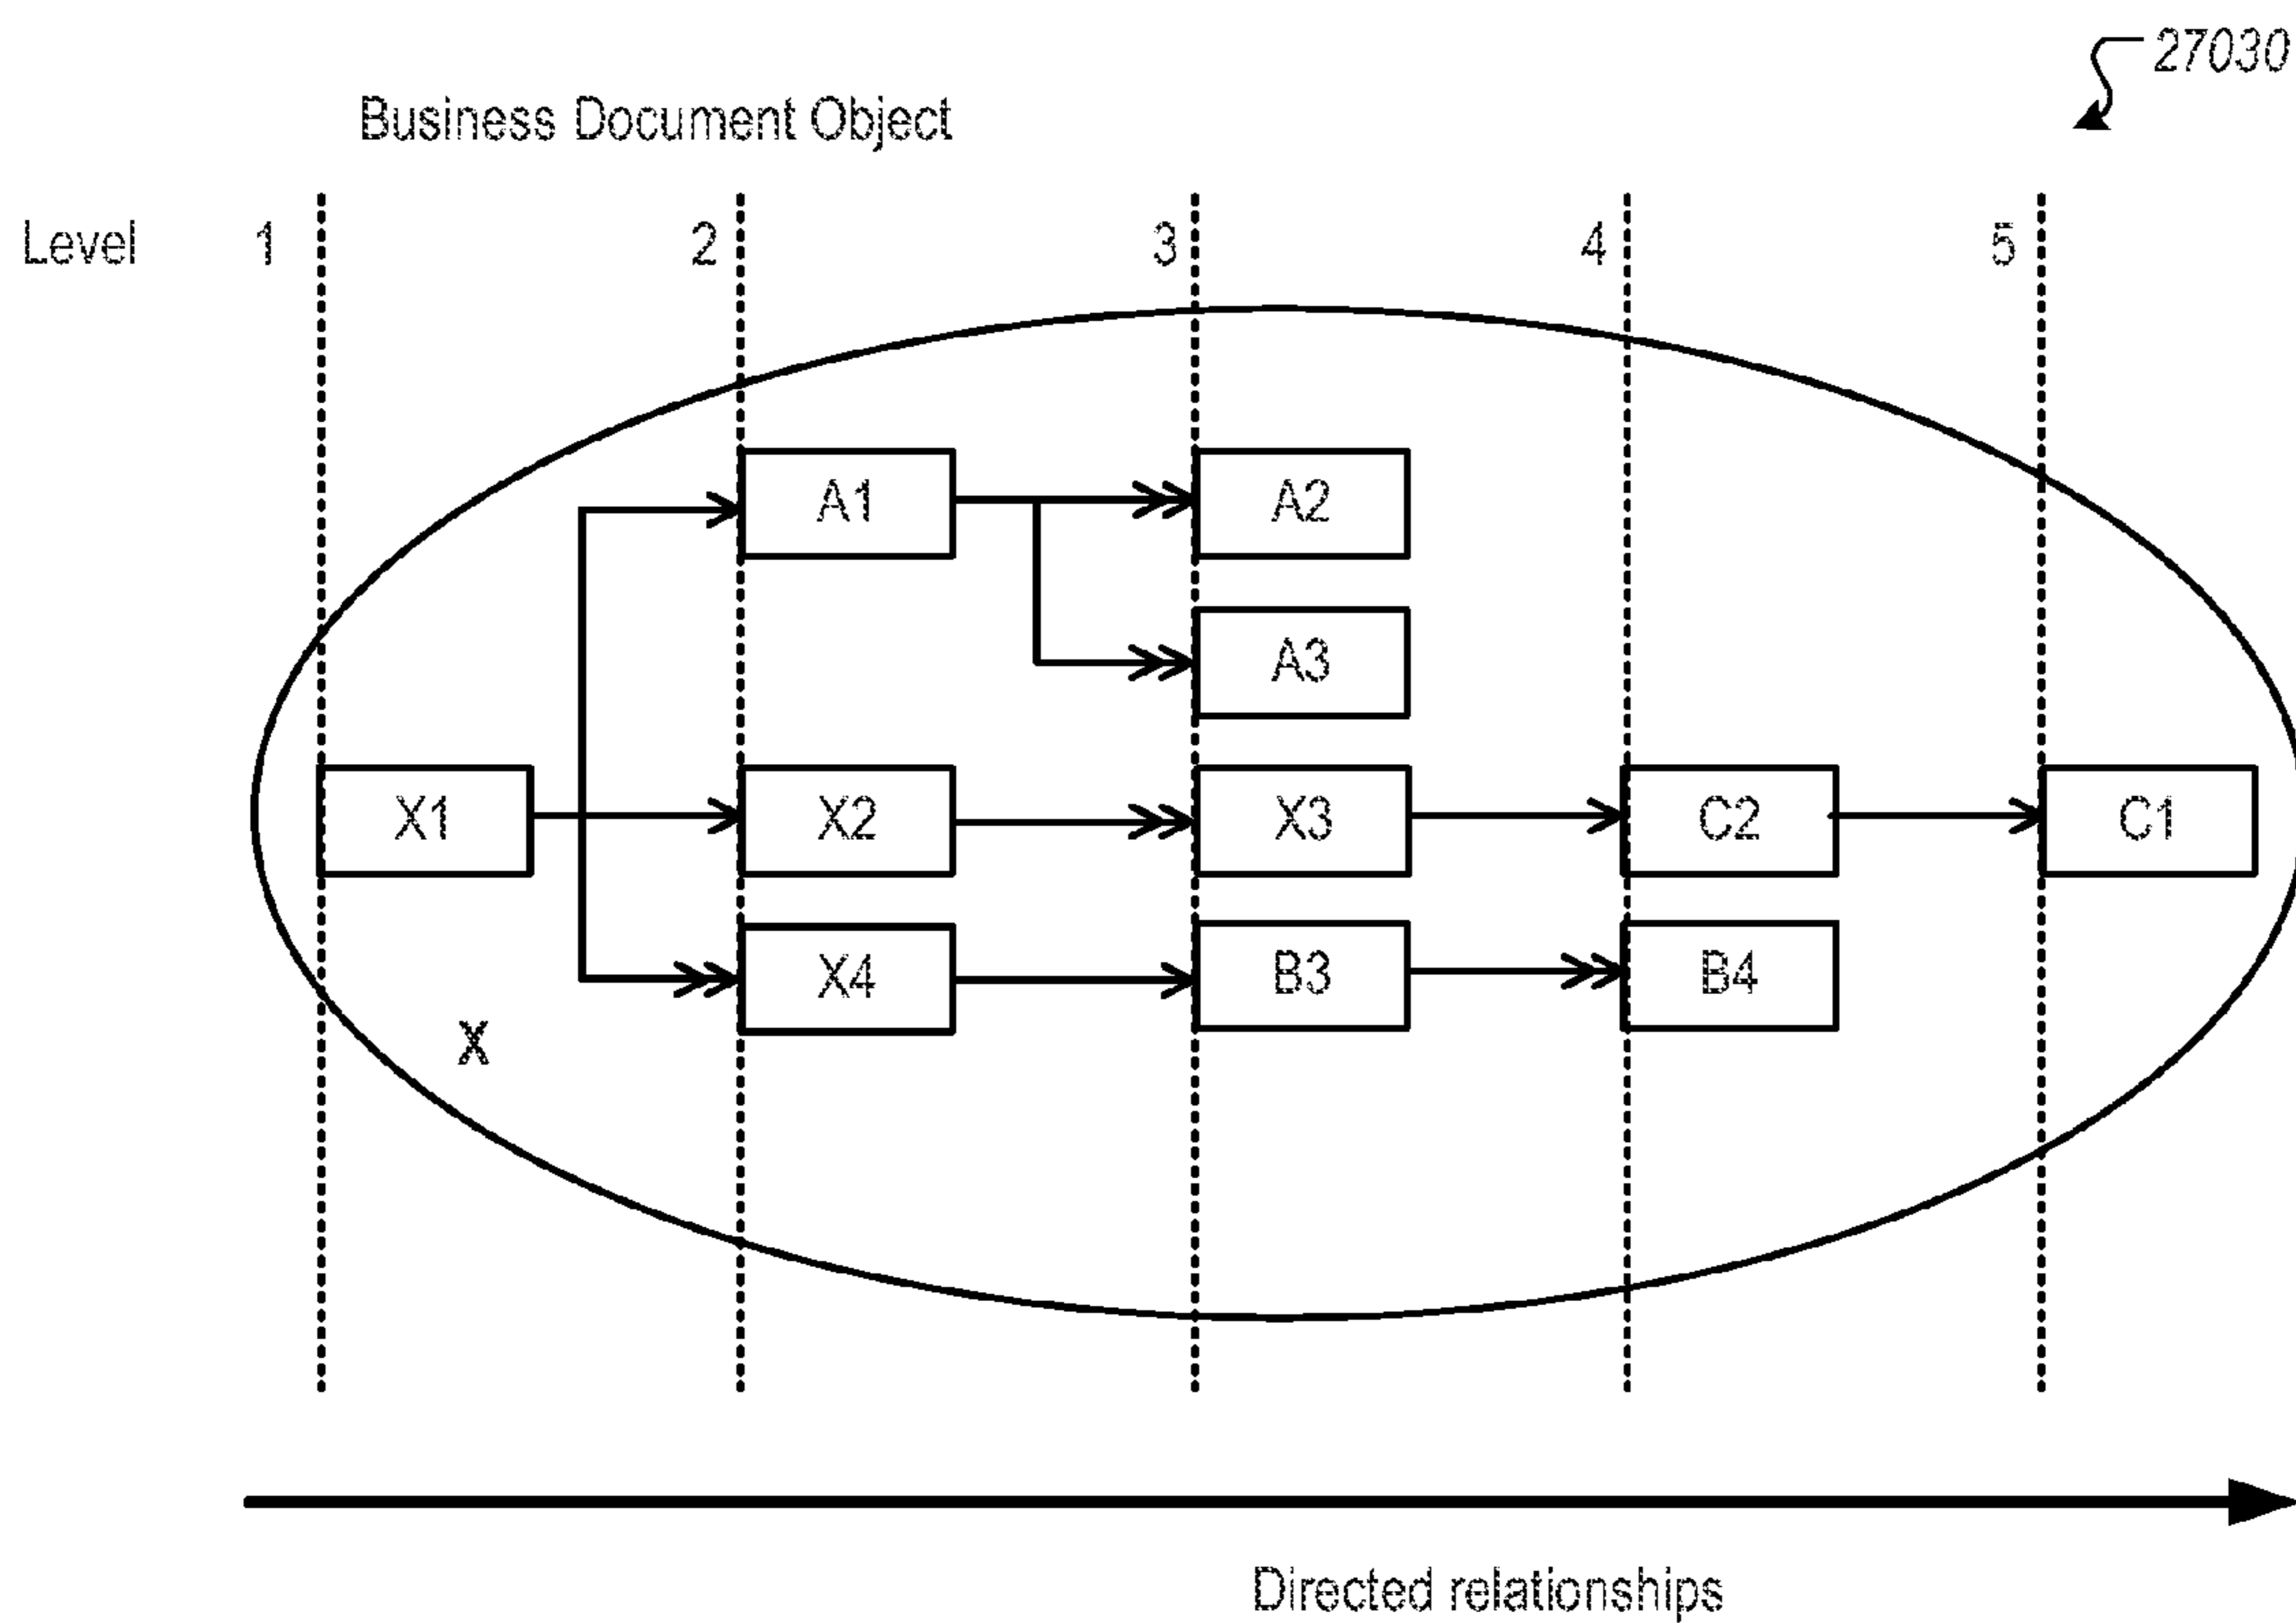 27030
Business Document Object
Level 1 2 3 4 5
A1 A2
A3
X1 X2 X3 C2 C1
X4 B3 B4
X
Directed relationships